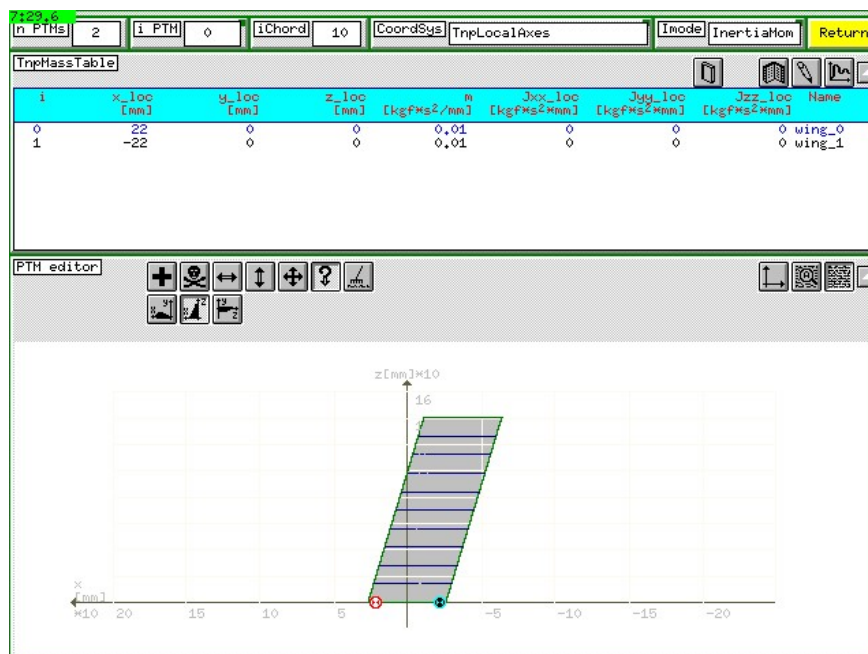 7:29.6
n PTMs 2 i PTM 0 iChord 10 CoordSys TnpLocalAxes Imode InertiaMom Return
TnpMassTable
i x_loc y_loc z_loc m Jxx_loc Jyy_loc Jzz_loc Name
[mm] [mm] [mm] [kgf*s²/mm] [kgf*s²*mm] [kgf*s²*mm] [kgf*s²*mm]
0 22 0 0 0.01 0 0 0 wing_0
1 -22 0 0 0.01 0 0 0 wing_1
PTM editor
z[mm]*10
16
x
[mm]
*10 20 15 10 5 -5 -10 -15 -20